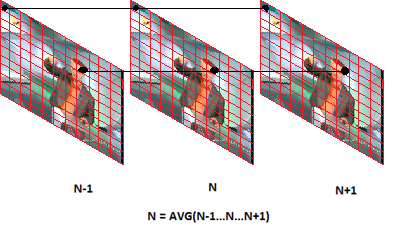 N-1
N
N+1
N = AVG(N-1...N...N+1)